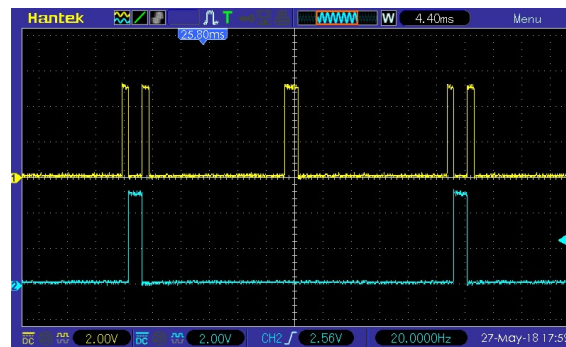 Hantek T W 4.40ms Menu
25.80ms
1
2
DC 2.00V DC 2.00V CH2 2.56V 20.0000Hz 27-May-18 17:59